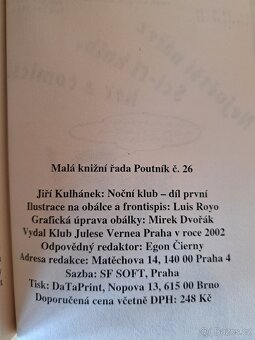 Malá knižní řada Poutník č. 26
Jiří Kulhánek: Noční klub – díl první
Ilustrace na obálce a frontispis: Luis Royo
Grafická úprava obálky: Mirek Dvořák
Vydal Klub Julese Vernea Praha v roce 2002
Odpovědný redaktor: Egon Čierny
Adresa redakce: Matěchova 14, 140 00 Praha 4
Sazba: SF SOFT, Praha
Tisk: DaTaPrint, Nopova 13, 615 00 Brno
Doporučená cena včetně DPH: 248 Kč